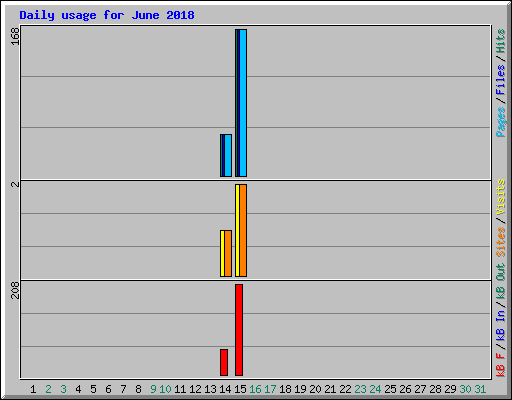 Daily usage for June 2018
168
2
208
Pages/Files/Hits
Sites/Visits
kB F/kB In/kB Out
1 2 3 4 5 6 7 8 9 10 11 12 13 14 15 16 17 18 19 20 21 22 23 24 25 26 27 28 29 30 31